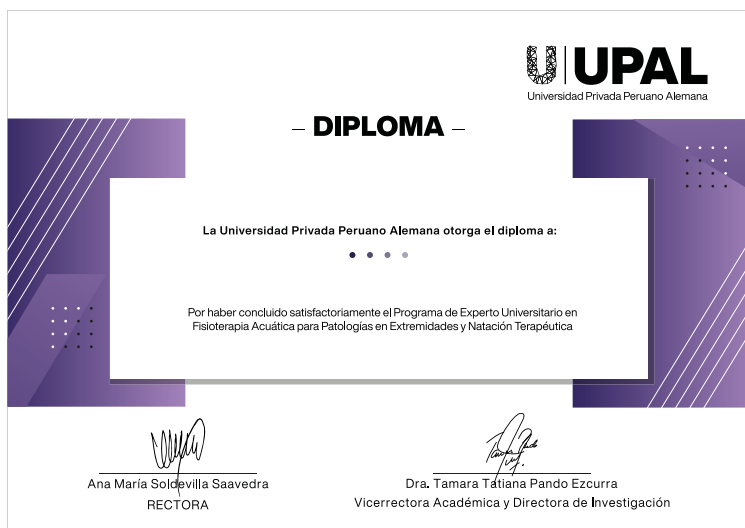 UPAL
Universidad Privada Peruano Alemana
– DIPLOMA –
La Universidad Privada Peruano Alemana otorga el diploma a:
Por haber concluido satisfactoriamente el Programa de Experto Universitario en
Fisioterapia Acuática para Patologías en Extremidades y Natación Terapéutica
Ana María Soldevilla Saavedra
RECTORA
Dra. Tamara Tatiana Pando Ezcurra
Vicerrectora Académica y Directora de Investigación